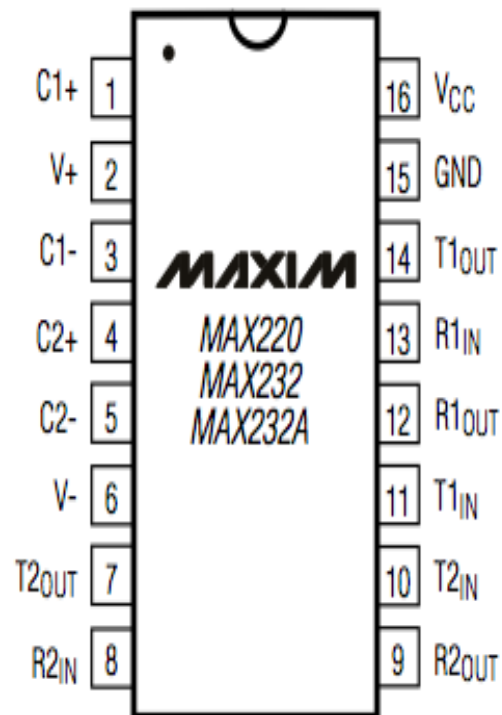 C1+ 1 16 VCC
V+ 2 15 GND
C1- 3 14 T1OUT
MAXIM
C2+ 4 MAX220 13 R1IN
MAX232
C2- 5 MAX232A 12 R1OUT
V- 6 11 T1IN
T2OUT 7 10 T2IN
R2IN 8 9 R2OUT